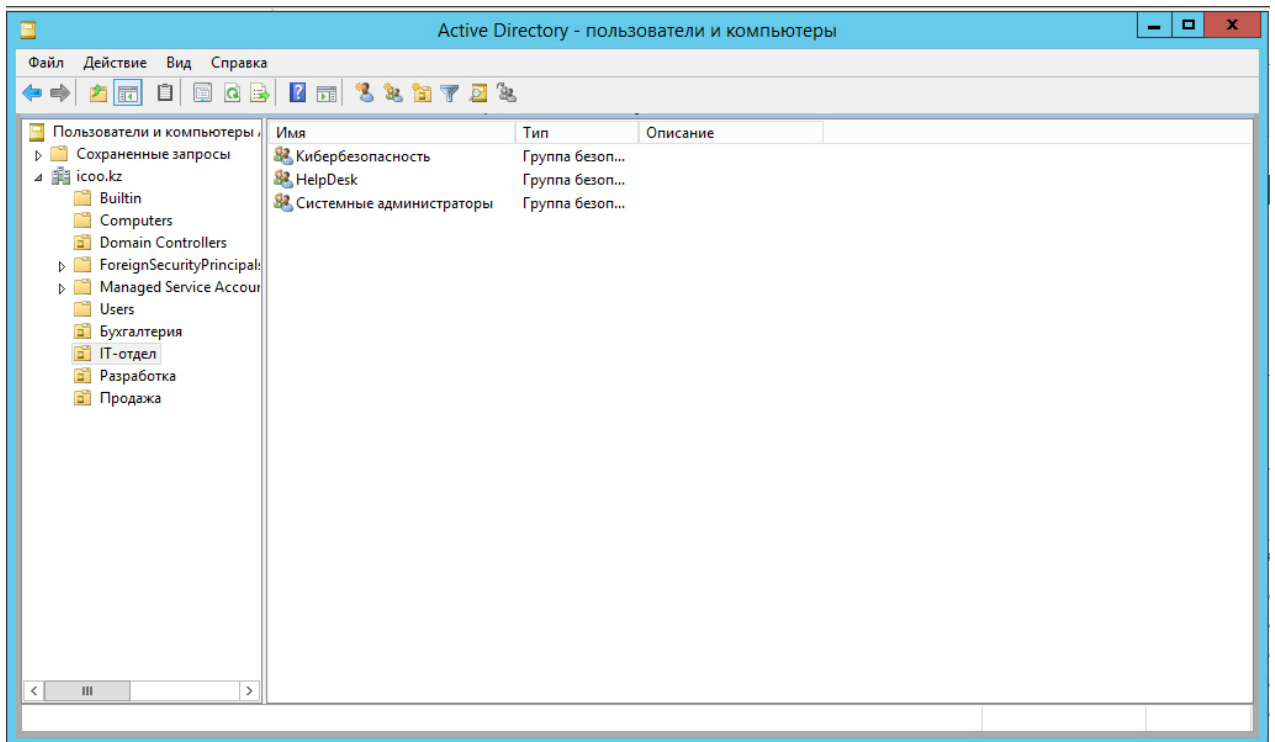 Active Directory - пользователи и компьютеры
Файл Действие Вид Справка
Пользователи и компьютеры
Имя Тип Описание
Сохраненные запросы
Кибербезопасность Группа безоп...
icoo.kz
HelpDesk Группа безоп...
Builtin
Системные администраторы Группа безоп...
Computers
Domain Controllers
ForeignSecurityPrincipal
Managed Service Accou
Users
Бухгалтерия
IT-отдел
Разработка
Продажа